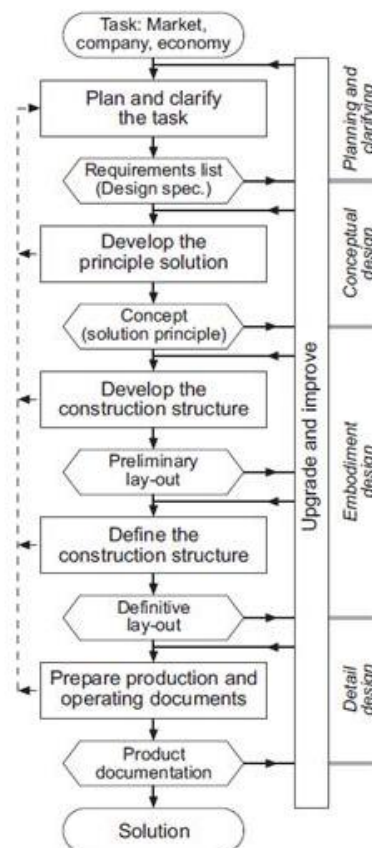 Task: Market,
company, economy
Plan and clarify
the task
Requirements list
(Design spec.)
Develop the
principle solution
Concept
(solution principle)
Develop the
construction structure
Preliminary
lay-out
Define the
construction structure
Definitive
lay-out
Prepare production and
operating documents
Product
documentation
Solution
Upgrade and improve
Planning and
clarifying
Conceptual
design
Embodiment
design
Detail
design